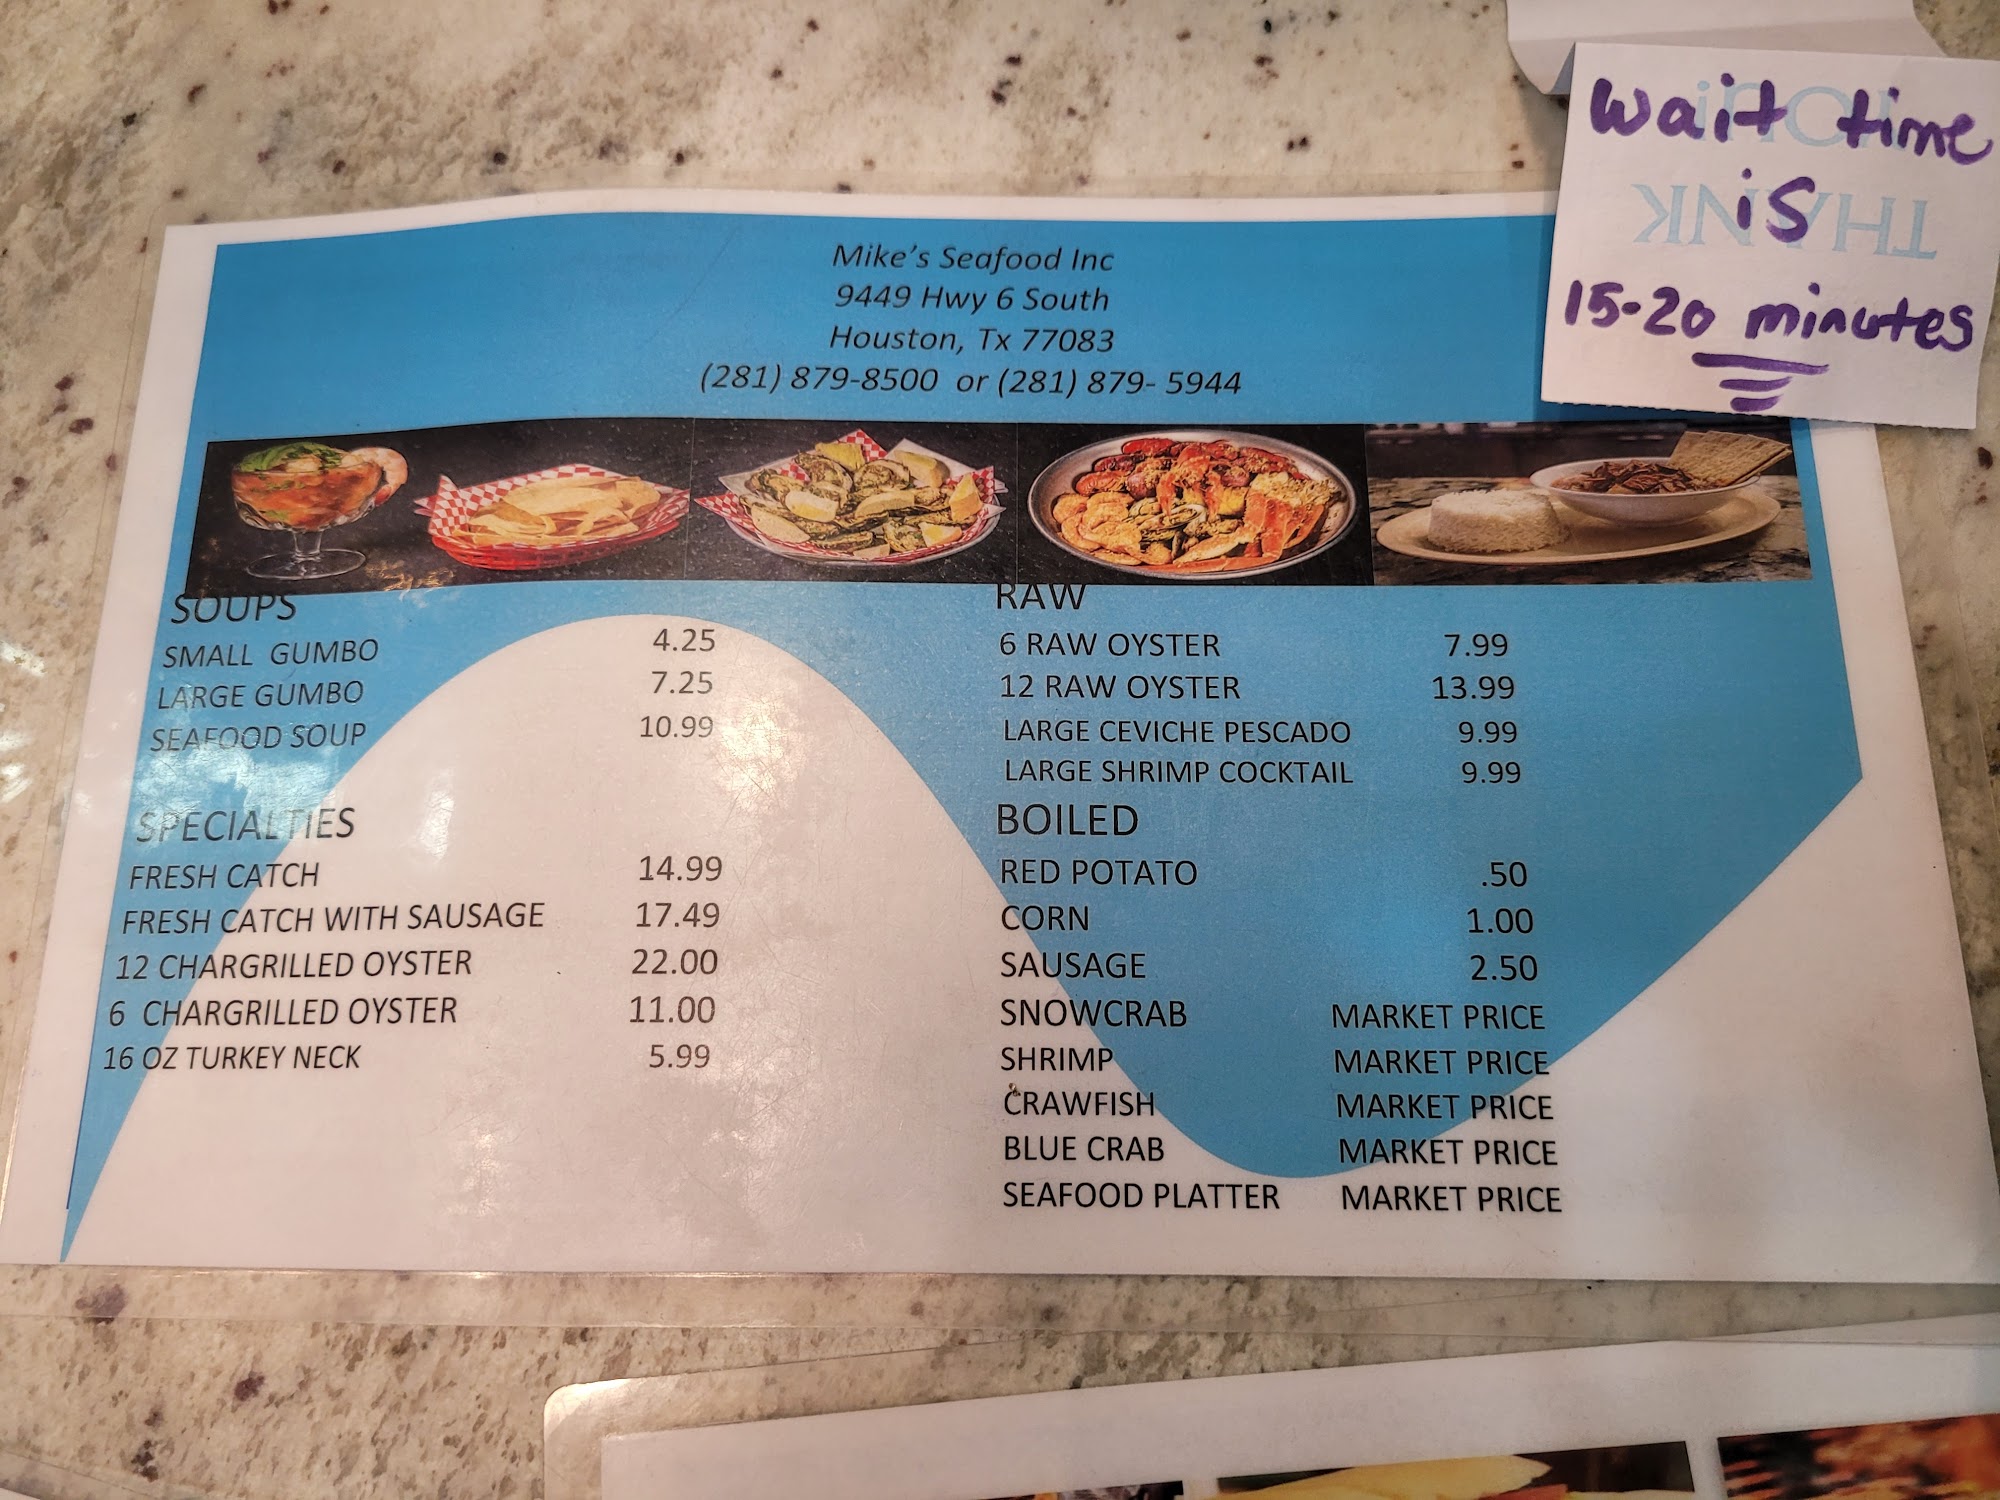 wait time
is
15-20 minutes
YOU
THANK
Mike's Seafood Inc
9449 Hwy 6 South
Houston, Tx 77083
(281) 879-8500 or (281) 879- 5944
SOUPS
SMALL GUMBO 4.25
LARGE GUMBO 7.25
SEAFOOD SOUP 10.99
SPECIALTIES
FRESH CATCH 14.99
FRESH CATCH WITH SAUSAGE 17.49
12 CHARGRILLED OYSTER 22.00
6 CHARGRILLED OYSTER 11.00
16 OZ TURKEY NECK 5.99
RAW
6 RAW OYSTER 7.99
12 RAW OYSTER 13.99
LARGE CEVICHE PESCADO 9.99
LARGE SHRIMP COCKTAIL 9.99
BOILED
RED POTATO .50
CORN 1.00
SAUSAGE 2.50
SNOWCRAB MARKET PRICE
SHRIMP MARKET PRICE
CRAWFISH MARKET PRICE
BLUE CRAB MARKET PRICE
SEAFOOD PLATTER MARKET PRICE